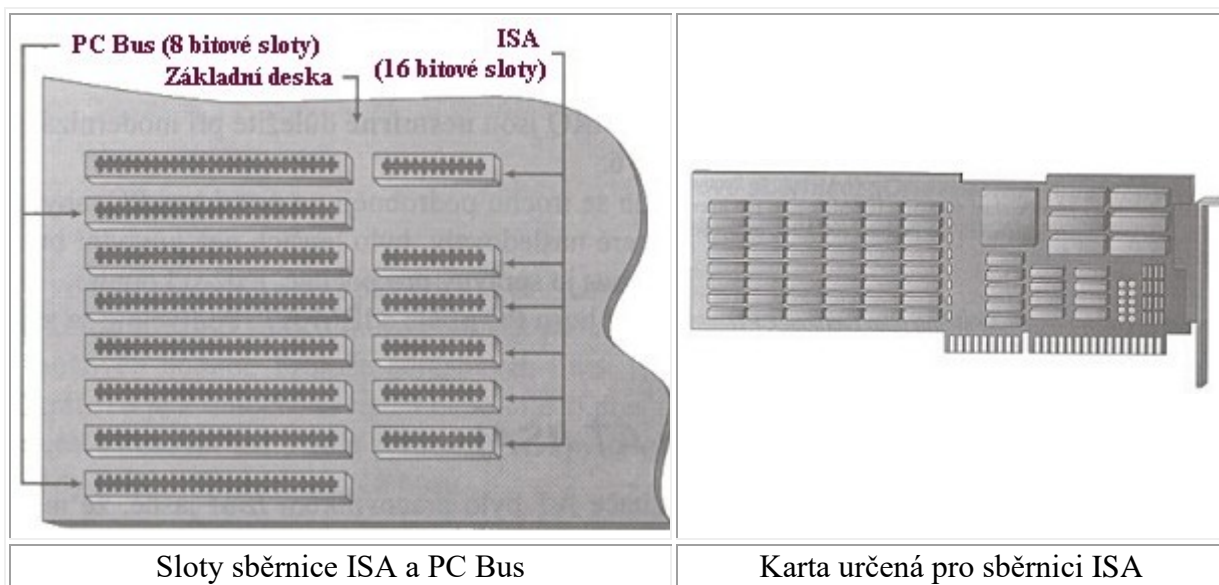 PC Bus (8 bitové sloty)
Základní deska
ISA
(16 bitové sloty)
Sloty sběrnice ISA a PC Bus
Karta určená pro sběrnici ISA